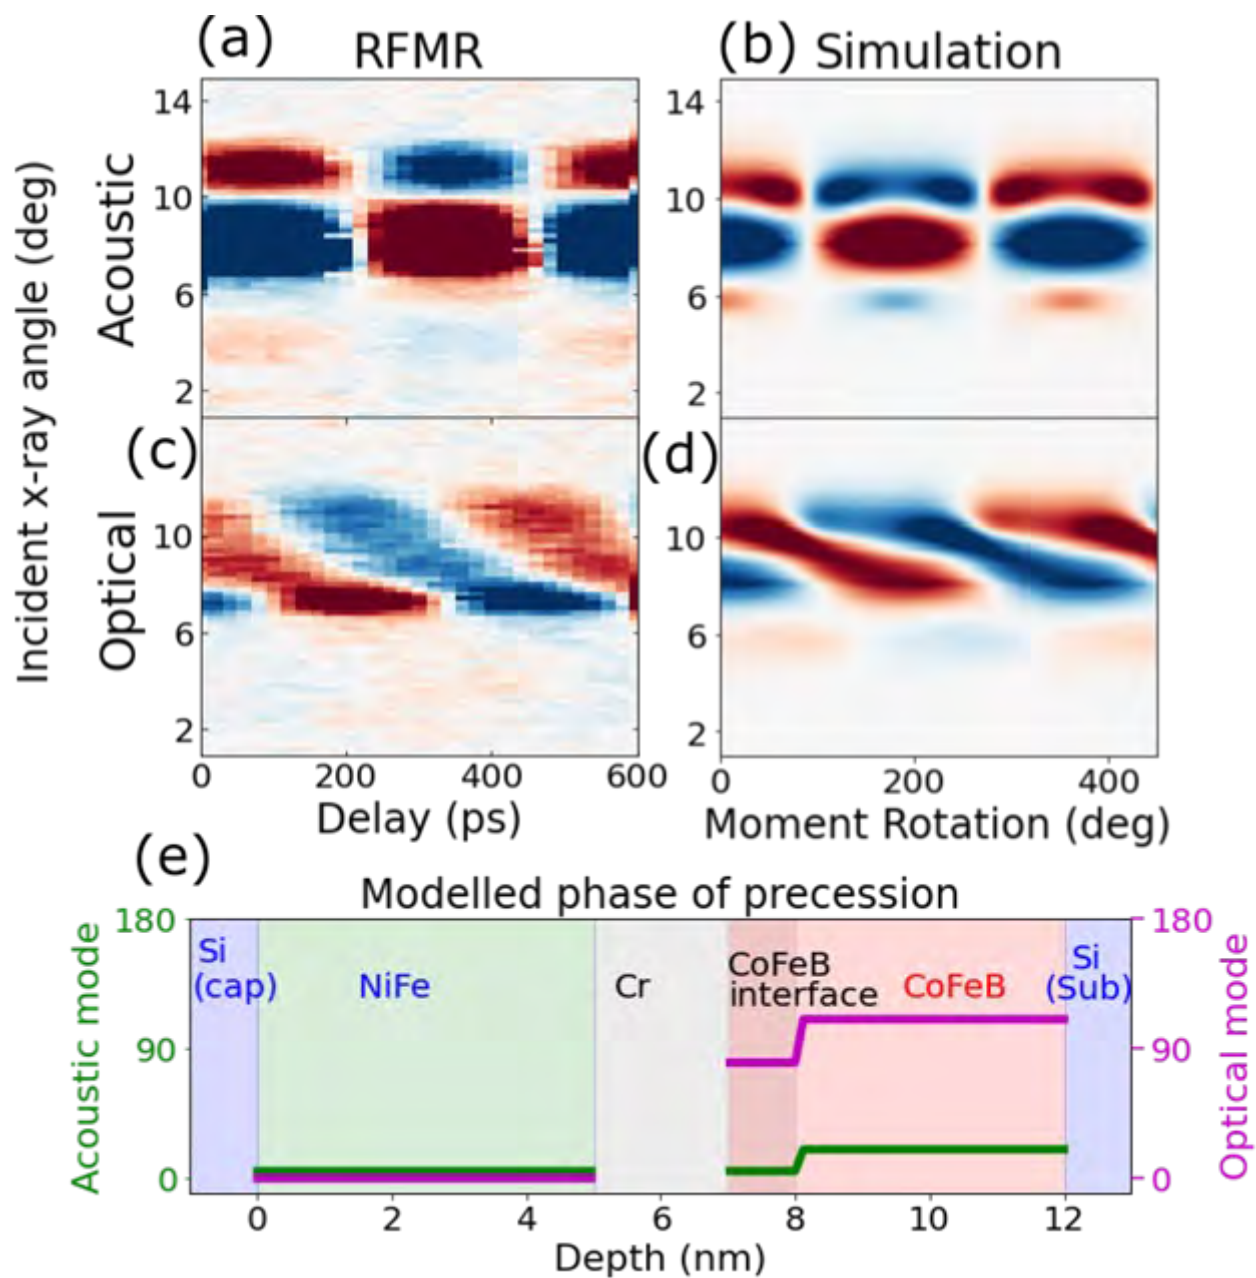 (a) RFMR
(b) Simulation
Incident x-ray angle (deg)
Acoustic
14
10
6
2
14
10
6
2
(c)
(d)
Optical
10
6
2
10
6
2
0 200 400 600
Delay (ps)
0 200 400
Moment Rotation (deg)
(e)
Modelled phase of precession
Acoustic mode
180
90
0
Si
(cap)
NiFe
Cr
CoFeB
interface
CoFeB
Si
(Sub)
180
90
0
Optical mode
0 2 4 6 8 10 12
Depth (nm)